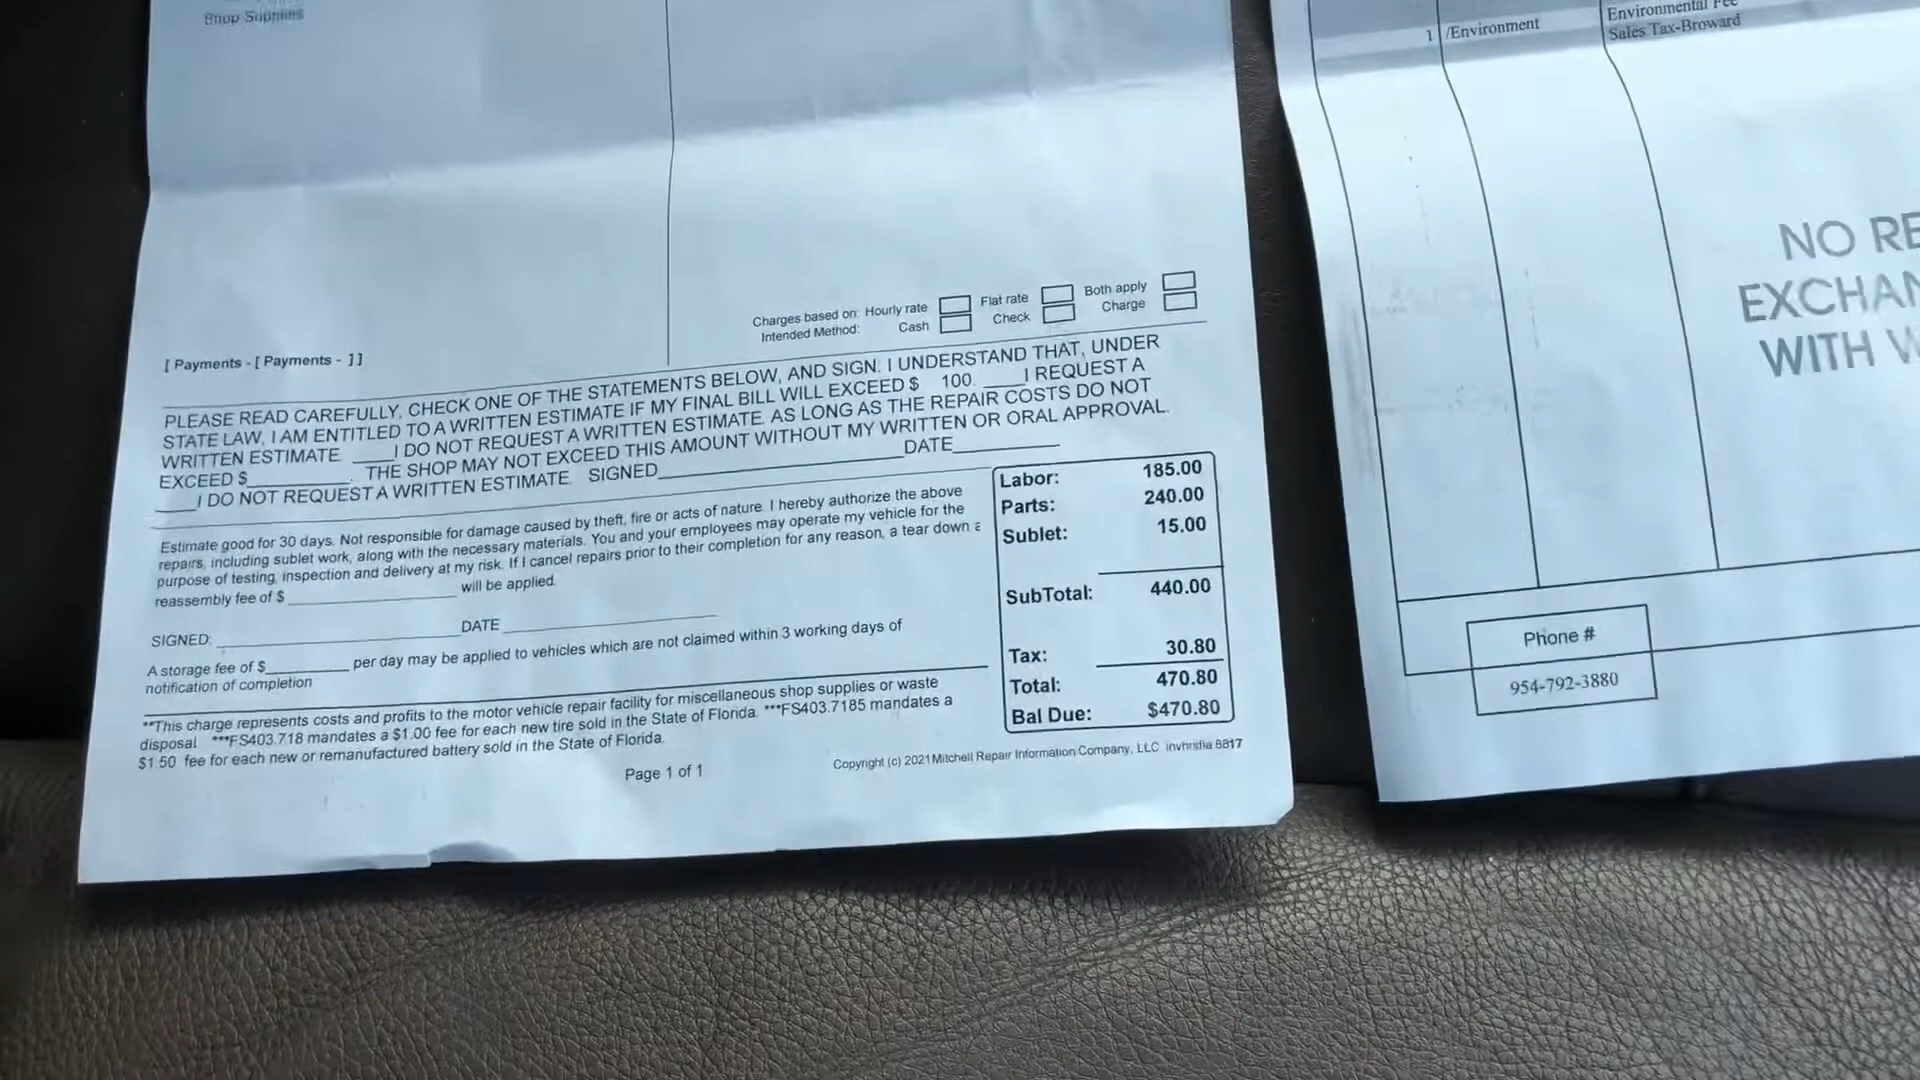 Shop Supplies
Charges based on: Hourly rate Flat rate Both apply
Intended Method: Cash Check Charge
[ Payments - [ Payments - ] ]
PLEASE READ CAREFULLY, CHECK ONE OF THE STATEMENTS BELOW, AND SIGN: I UNDERSTAND THAT, UNDER
STATE LAW, I AM ENTITLED TO A WRITTEN ESTIMATE IF MY FINAL BILL WILL EXCEED $ 100. ____I REQUEST A
WRITTEN ESTIMATE ____I DO NOT REQUEST A WRITTEN ESTIMATE AS LONG AS THE REPAIR COSTS DO NOT
EXCEED $__________. THE SHOP MAY NOT EXCEED THIS AMOUNT WITHOUT MY WRITTEN OR ORAL APPROVAL.
____I DO NOT REQUEST A WRITTEN ESTIMATE SIGNED____________________DATE__________
Estimate good for 30 days. Not responsible for damage caused by theft, fire or acts of nature. I hereby authorize the above
repairs, including sublet work, along with the necessary materials. You and your employees may operate my vehicle for the
purpose of testing, inspection and delivery at my risk. If I cancel repairs prior to their completion for any reason, a tear down
reassembly fee of $ ____________________ will be applied.
SIGNED: ____________________ DATE ____________________
A storage fee of $__________ per day may be applied to vehicles which are not claimed within 3 working days of
notification of completion
**This charge represents costs and profits to the motor vehicle repair facility for miscellaneous shop supplies or waste
disposal ***FS403.718 mandates a $1.00 fee for each new tire sold in the State of Florida. ***FS403.7185 mandates a
$1.50 fee for each new or remanufactured battery sold in the State of Florida.
Labor: 185.00
Parts: 240.00
Sublet: 15.00
SubTotal: 440.00
Tax: 30.80
Total: 470.80
Bal Due: $470.80
Page 1 of 1
Copyright (c) 2021 Mitchell Repair Information Company, LLC invhrsfla 8817
Environmental Fee
1 /Environment Sales Tax-Broward
NO RE
EXCHAN
WITH
Phone #
954-792-3880